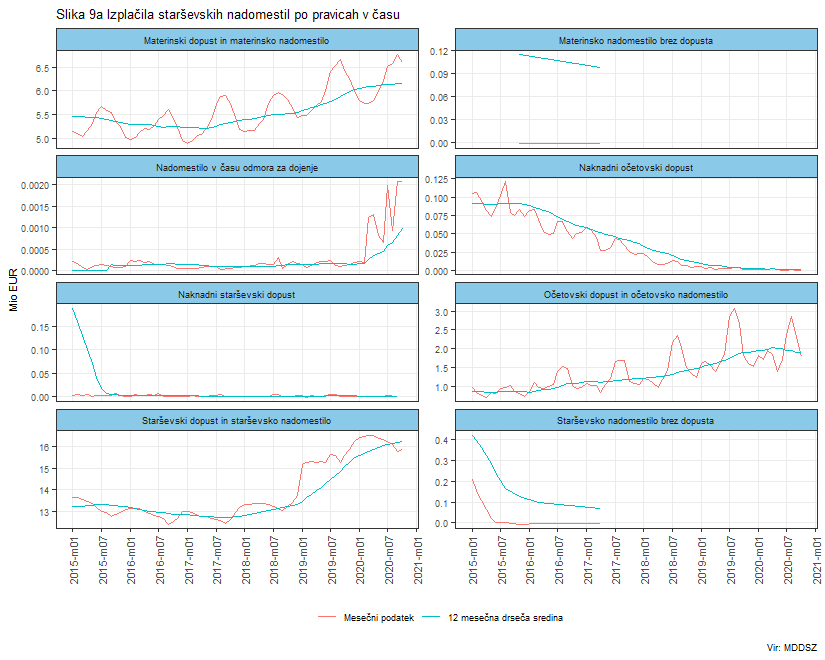 Slika 9a Izplačila starševskih nadomestil po pravicah v času
Mio EUR
Materinski dopust in materinsko nadomestilo
6.5
6.0
5.5
5.0
Materinsko nadomestilo brez dopusta
0.12
0.09
0.06
0.03
0.00
Nadomestilo v času odmora za dojenje
0.0020
0.0015
0.0010
0.0005
0.0000
Naknadni očetovski dopust
0.125
0.100
0.075
0.050
0.025
0.000
Naknadni starševski dopust
0.15
0.10
0.05
0.00
Očetovski dopust in očetovsko nadomestilo
3.0
2.5
2.0
1.5
1.0
Starševski dopust in starševsko nadomestilo
16
15
14
13
Starševsko nadomestilo brez dopusta
0.4
0.3
0.2
0.1
0.0
2015-m01
2015-m07
2016-m01
2016-m07
2017-m01
2017-m07
2018-m01
2018-m07
2019-m01
2019-m07
2020-m01
2020-m07
2021-m01
2015-m01
2015-m07
2016-m01
2016-m07
2017-m01
2017-m07
2018-m01
2018-m07
2019-m01
2019-m07
2020-m01
2020-m07
2021-m01
Mesečni podatek
12 mesečna drseča sredina
Vir: MDDSZ